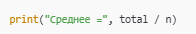 print("Среднее =", total / n)